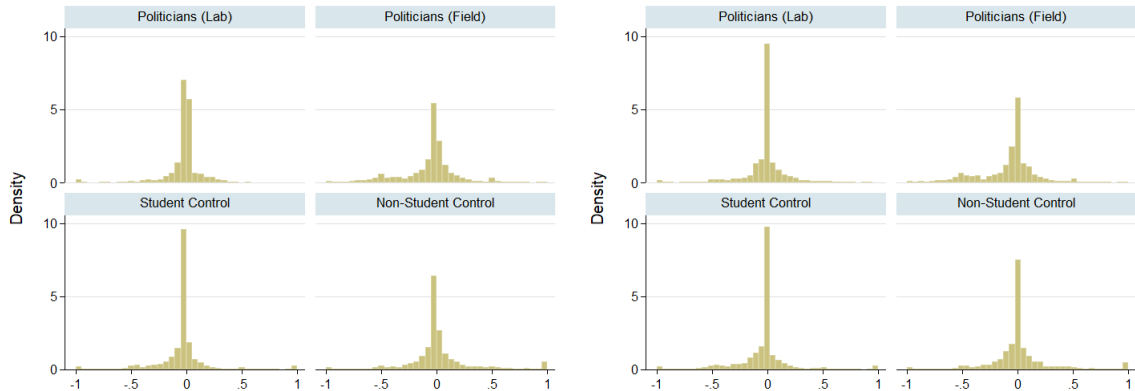 Politicians (Lab) Politicians (Field)
10
5
0
Student Control Non-Student Control
10
5
0
-1 -.5 0 .5 1 -1 -.5 0 .5 1
Density
Politicians (Lab) Politicians (Field)
10
5
0
Student Control Non-Student Control
10
5
0
-1 -.5 0 .5 1 -1 -.5 0 .5 1
Density